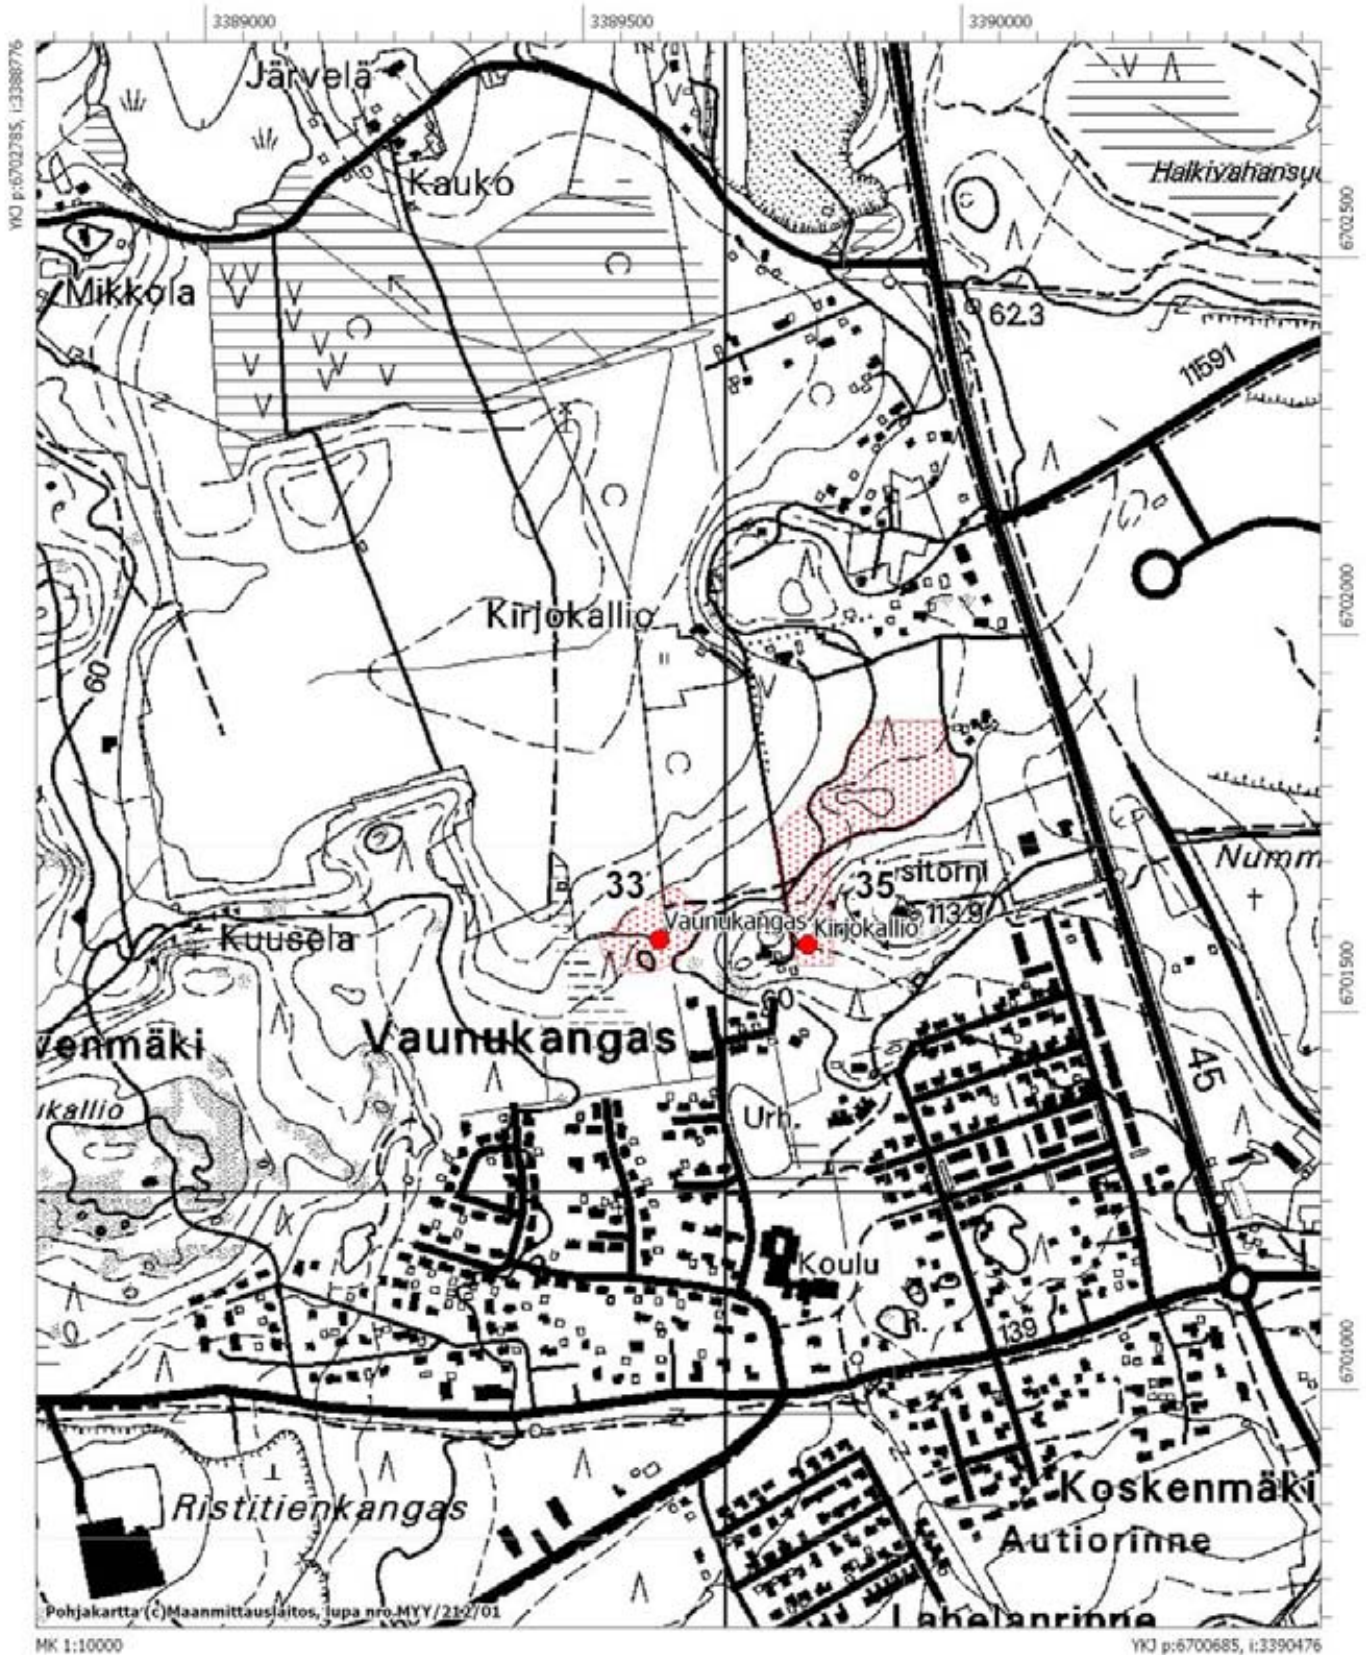 3389000
3389500
3390000
YKJ p:6702785, i:3388776
Järvelä
Kauko
6702500
Mikkola
62.3
11591
6702000
Kirjokallio
60
33
35
sitorni
113.9
Vaunukangas
Kirjokallio
Numm
Kuusela
6701500
60
Vaunukangas
venmäki
45
ukallio
Urh.
Koulu
R.
139
6701000
Koskenmäki
Ristitienkangas
Autiorinne
Pohjakartta (c)Maanmittauslaitos, lupa nro MYY/212/01
Lahelanrinne
MK 1:10000
YKJ p:6700685, i:3390476